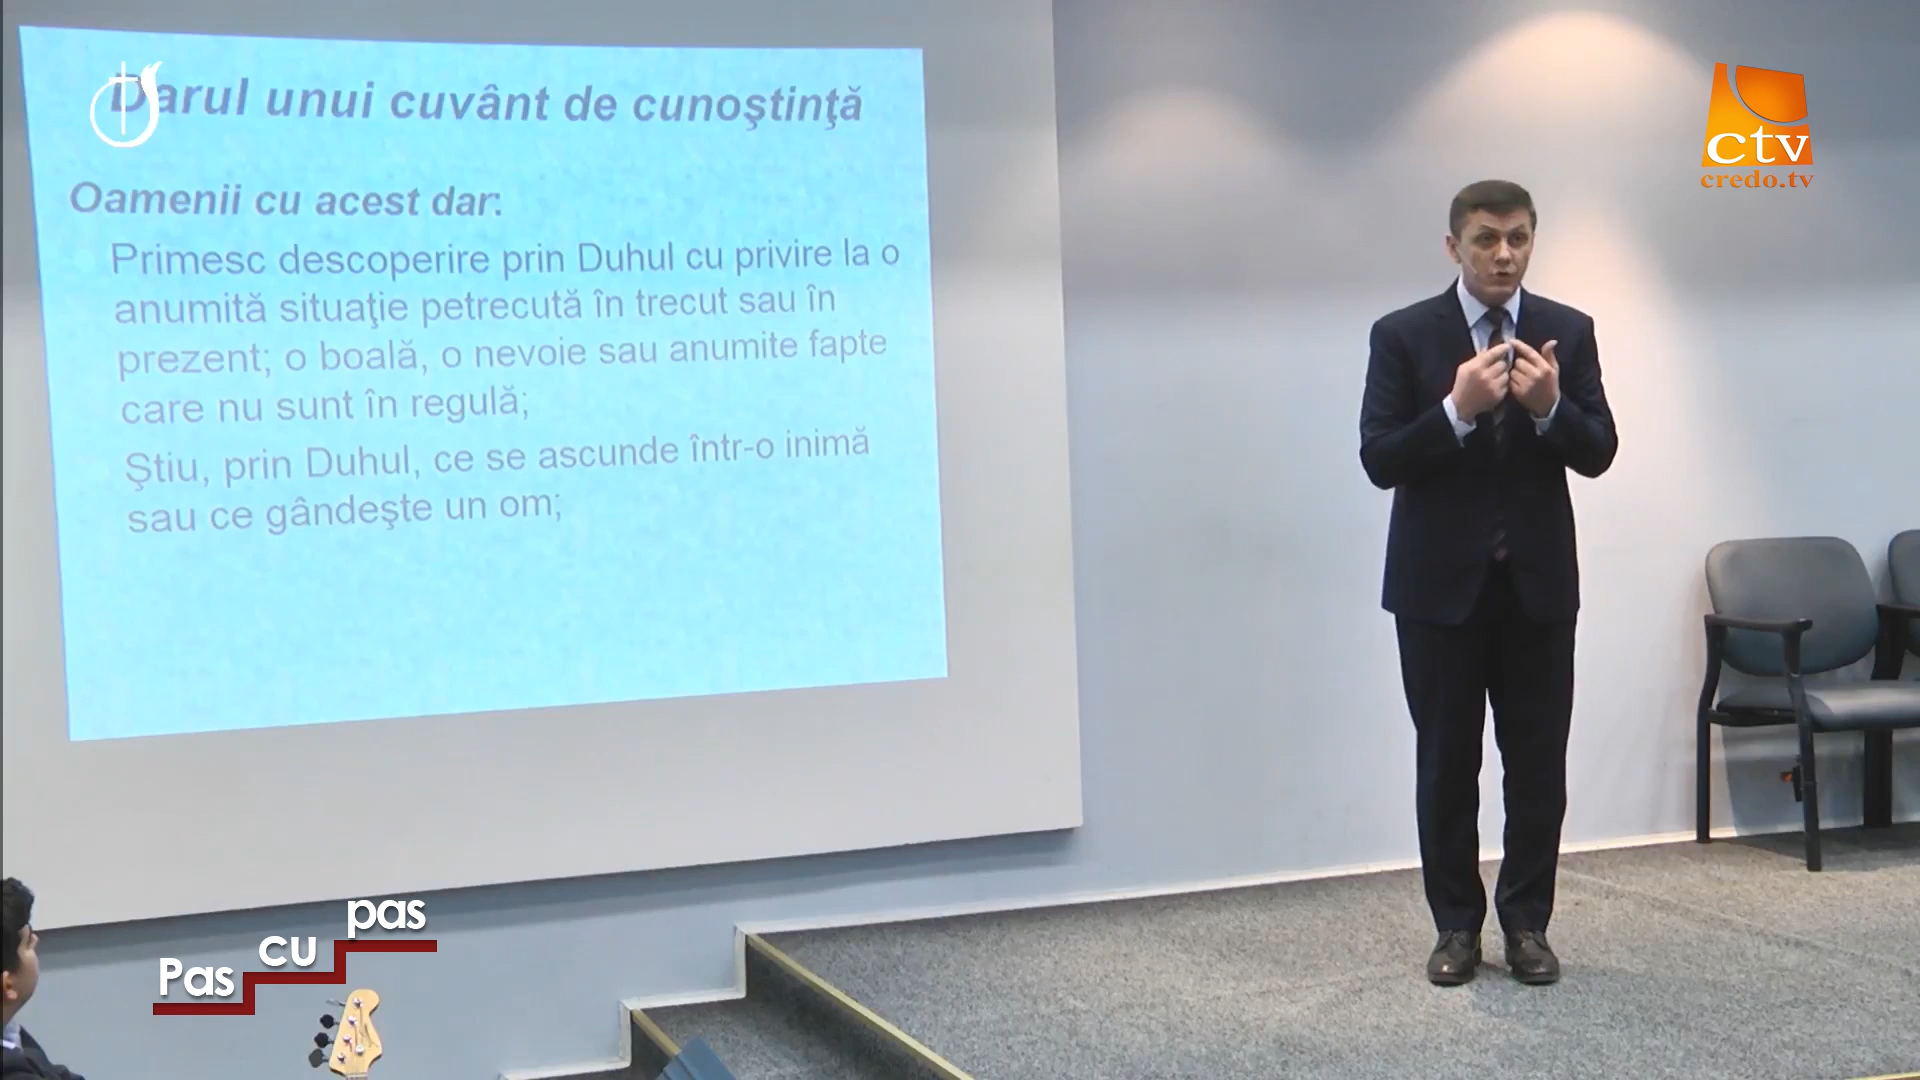 Darul unui cuvânt de cunoştinţă
Oamenii cu acest dar:
Primesc descoperire prin Duhul cu privire la o
anumită situaţie petrecută în trecut sau în
prezent; o boală, o nevoie sau anumite fapte
care nu sunt în regulă;
Ştiu, prin Duhul, ce se ascunde într-o inimă
sau ce gândeşte un om;
ctv
credo.tv
Pas
cu
pas